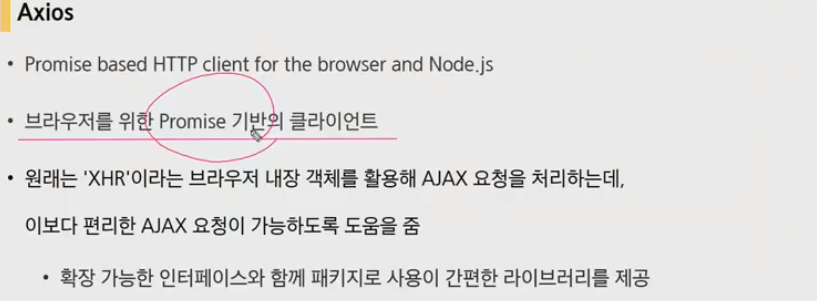 Axios
• Promise based HTTP client for the browser and Node.js
• 브라우저를 위한 Promise 기반의 클라이언트
• 원래는 'XHR'이라는 브라우저 내장 객체를 활용해 AJAX 요청을 처리하는데,
이보다 편리한 AJAX 요청이 가능하도록 도움을 줌
• 확장 가능한 인터페이스와 함께 패키지로 사용이 간편한 라이브러리를 제공